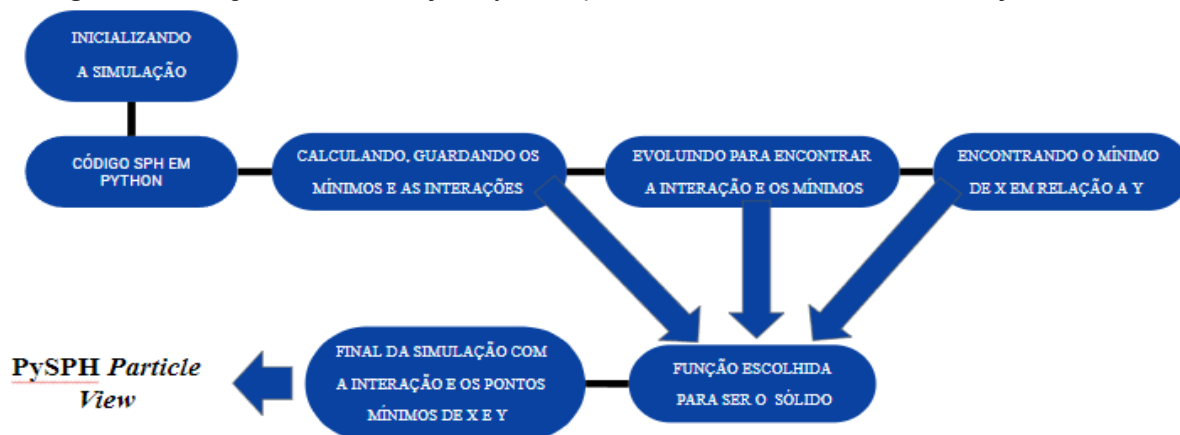 INICIALIZANDO
A SIMULAÇÃO
CÓDIGO SPH EM
PYTHON
CALCULANDO, GUARDANDO OS
MÍNIMOS E AS INTERAÇÕES
EVOLUINDO PARA ENCONTRAR
A INTERAÇÃO E OS MÍNIMOS
ENCONTRANDO O MÍNIMO
DE X EM RELAÇÃO A Y
FUNÇÃO ESCOLHIDA
PARA SER O SÓLIDO
FINAL DA SIMULAÇÃO COM
A INTERAÇÃO E OS PONTOS
MÍNIMOS DE X E Y
PySPH Particle
View